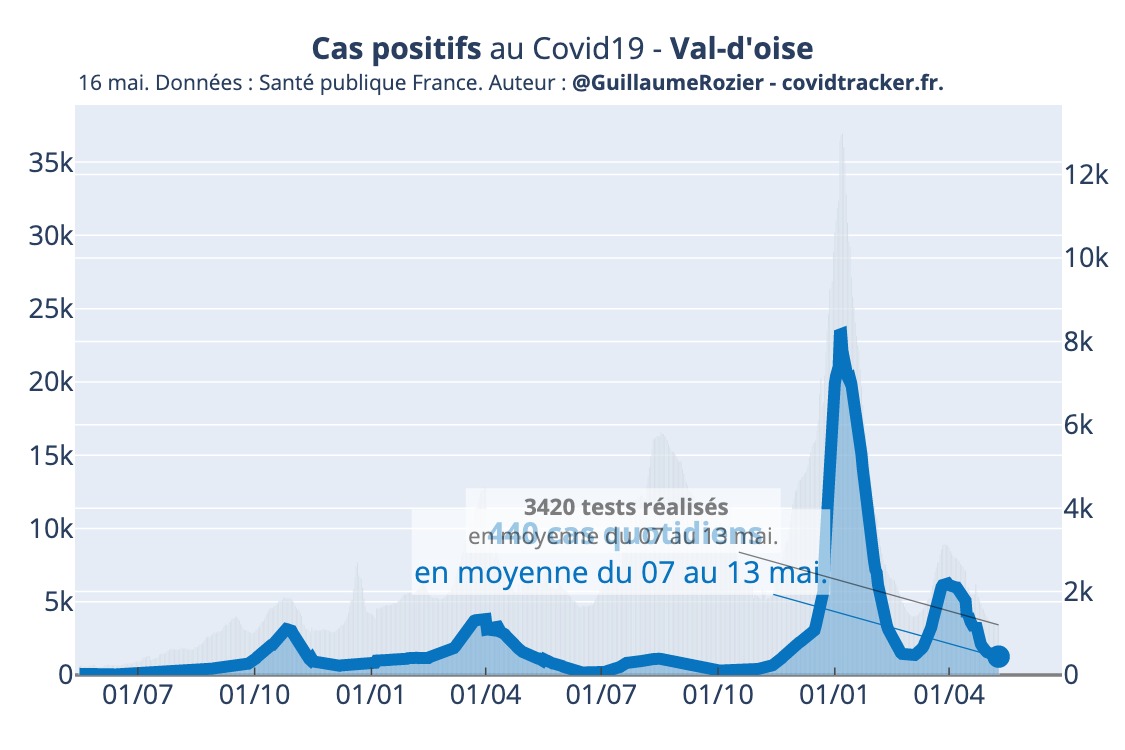 Cas positifs au Covid19 - Val-d'oise
16 mai. Données : Santé publique France. Auteur : @GuillaumeRozier - covidtracker.fr.
35k
30k
25k
20k
15k
10k
5k
0
12k
10k
8k
6k
4k
2k
0
3420 tests réalisés
en moyenne du 07 au 13 mai.
440 cas quotidiens
en moyenne du 07 au 13 mai.
01/07 01/10 01/01 01/04 01/07 01/10 01/01 01/04